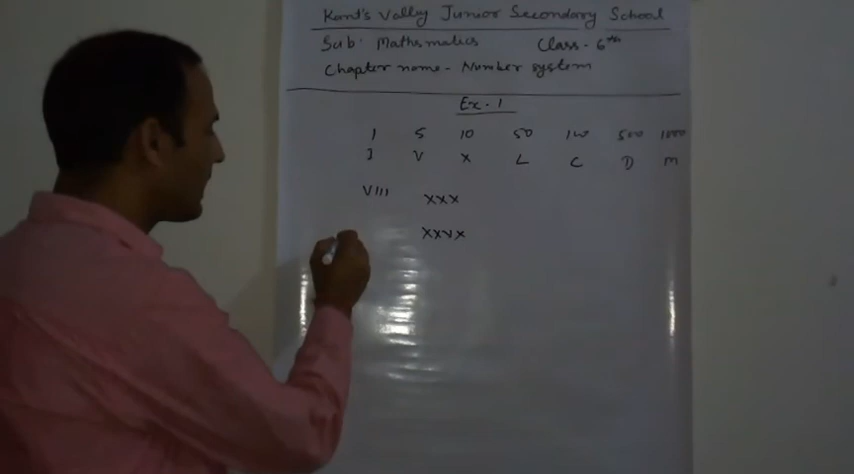 Kant's Valley Junior Secondary School
Sub: Mathematics Class - 6th
Chapter name - Number system
Ex. 1
1 5 10 50 100 500 1000
I V X L C D M
VIII XXX
XXVX